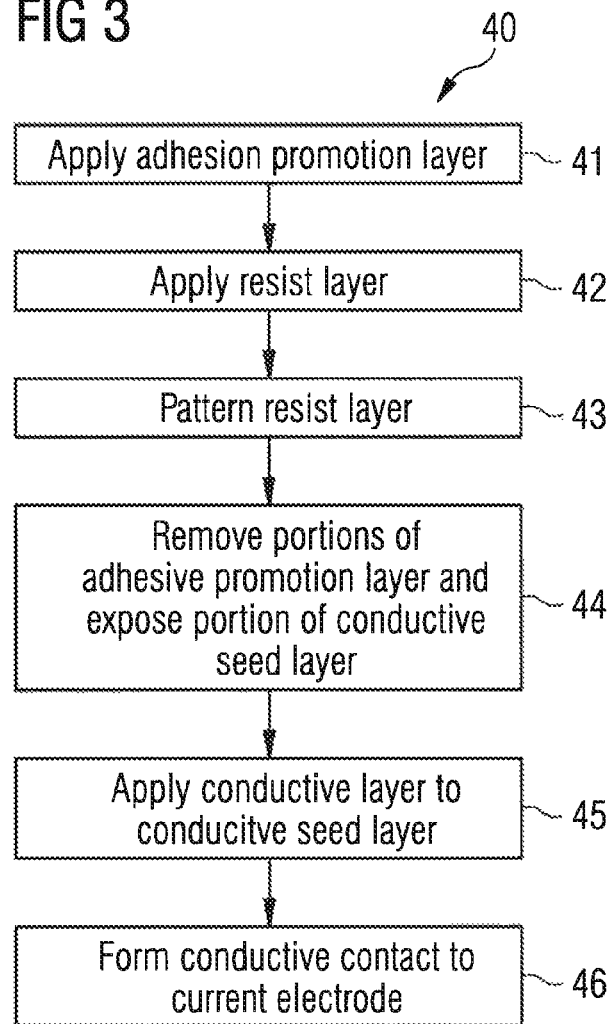 FIG 3
40
Apply adhesion promotion layer
41
Apply resist layer
42
Pattern resist layer
43
Remove portions of
adhesive promotion layer and
expose portion of conductive
seed layer
44
Apply conductive layer to
conducitve seed layer
45
Form conductive contact to
current electrode
46